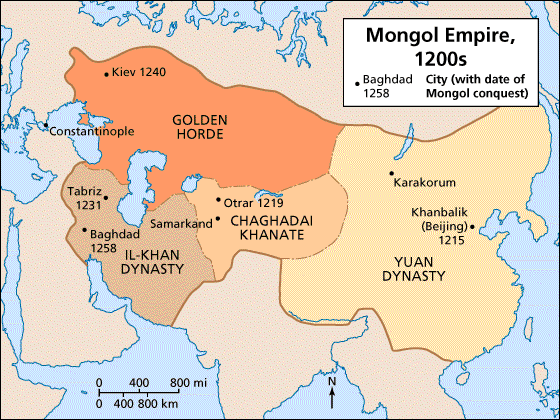 Mongol Empire,
1200s
Baghdad
1258
City (with date of
Mongol conquest)
Kiev 1240
GOLDEN
HORDE
Constantinople
Tabriz
1231
Otrar 1219
Samarkand
CHAGHADAI
KHANATE
Baghdad
1258
IL-KHAN
DYNASTY
Karakorum
Khanbalik
(Beijing)
1215
YUAN
DYNASTY
0 400 800 mi
0 400 800 km
N